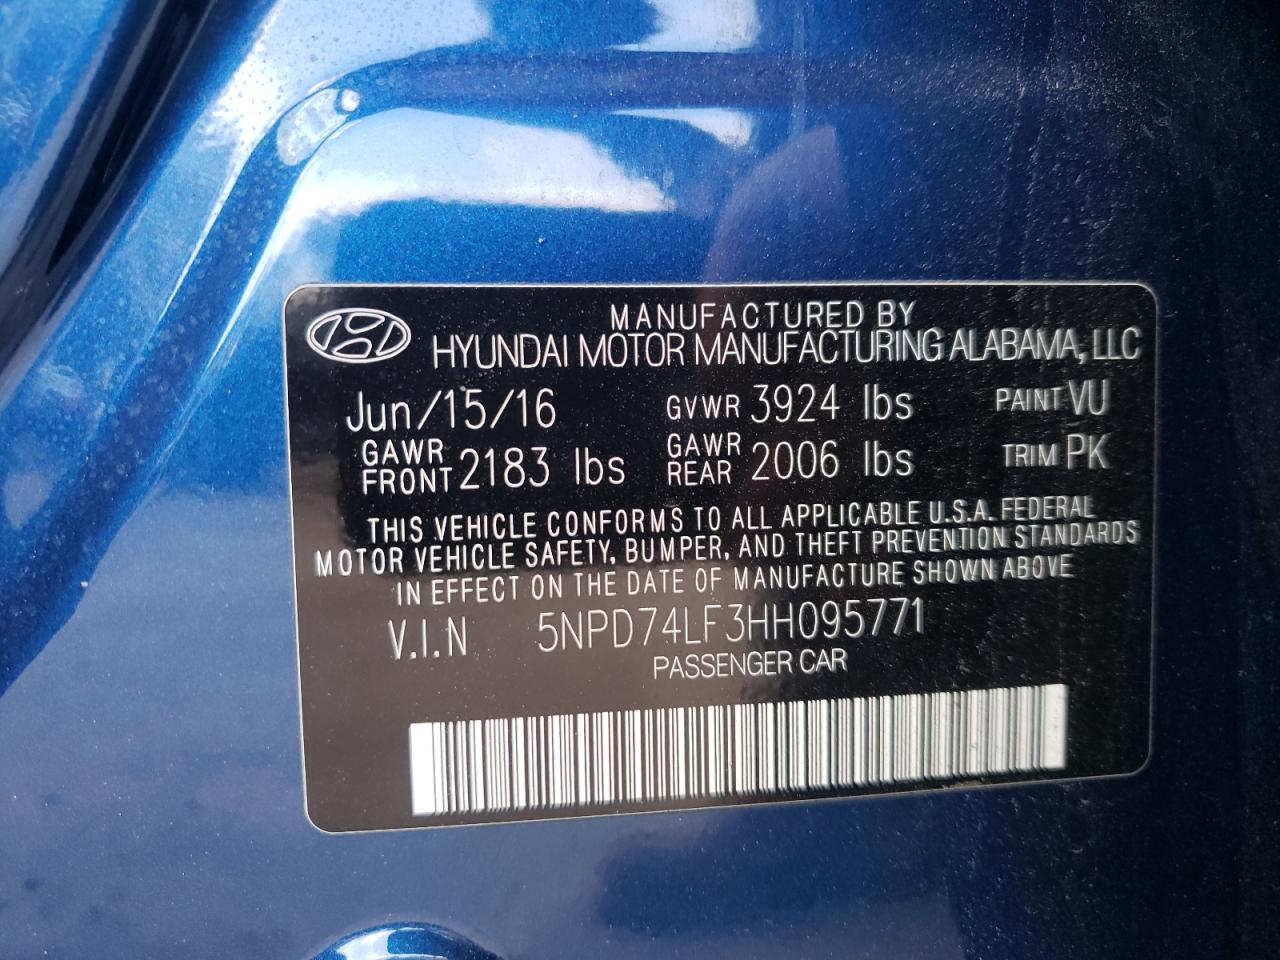 MANUFACTURED BY
HYUNDAI MOTOR MANUFACTURING ALABAMA, LLC
Jun/15/16 GVWR 3924 lbs PAINT VU
GAWR FRONT 2183 lbs GAWR REAR 2006 lbs TRIM PK
THIS VEHICLE CONFORMS TO ALL APPLICABLE U.S.A. FEDERAL
MOTOR VEHICLE SAFETY, BUMPER, AND THEFT PREVENTION STANDARDS
IN EFFECT ON THE DATE OF MANUFACTURE SHOWN ABOVE
V.I.N 5NPD74LF3HH095771
PASSENGER CAR